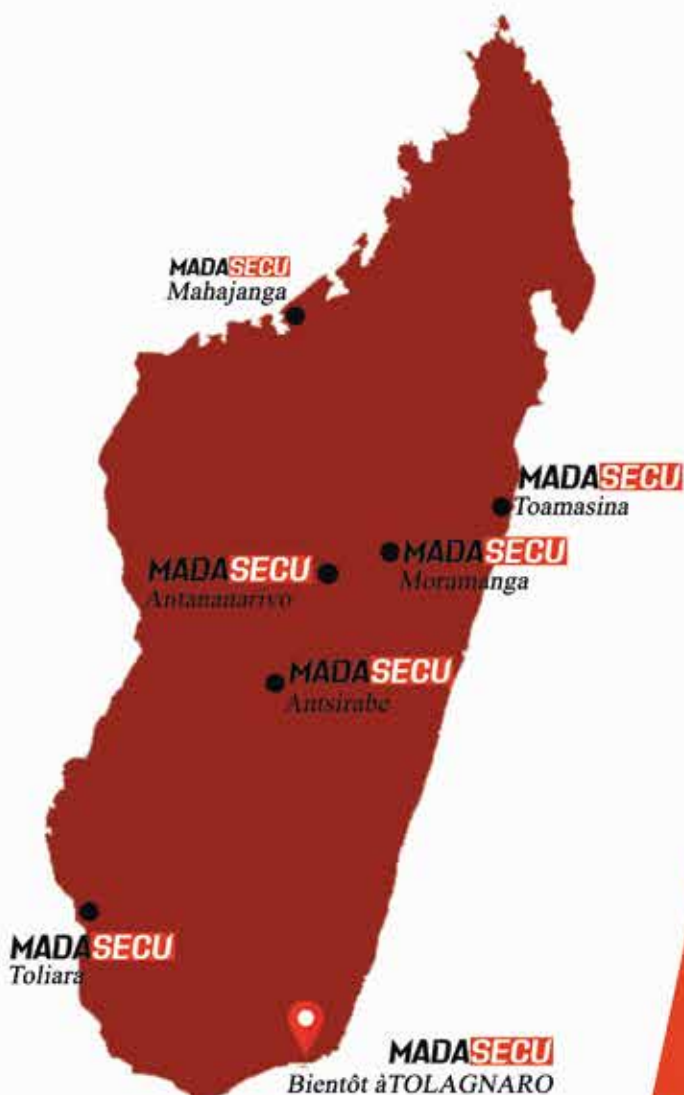 MADASECU
Mahajanga
MADASECU
Toamasina
MADASECU
Moramanga
MADASECU
Antananarivo
MADASECU
Antsirabe
MADASECU
Toliara
MADASECU
Bientôt àTOLAGNARO